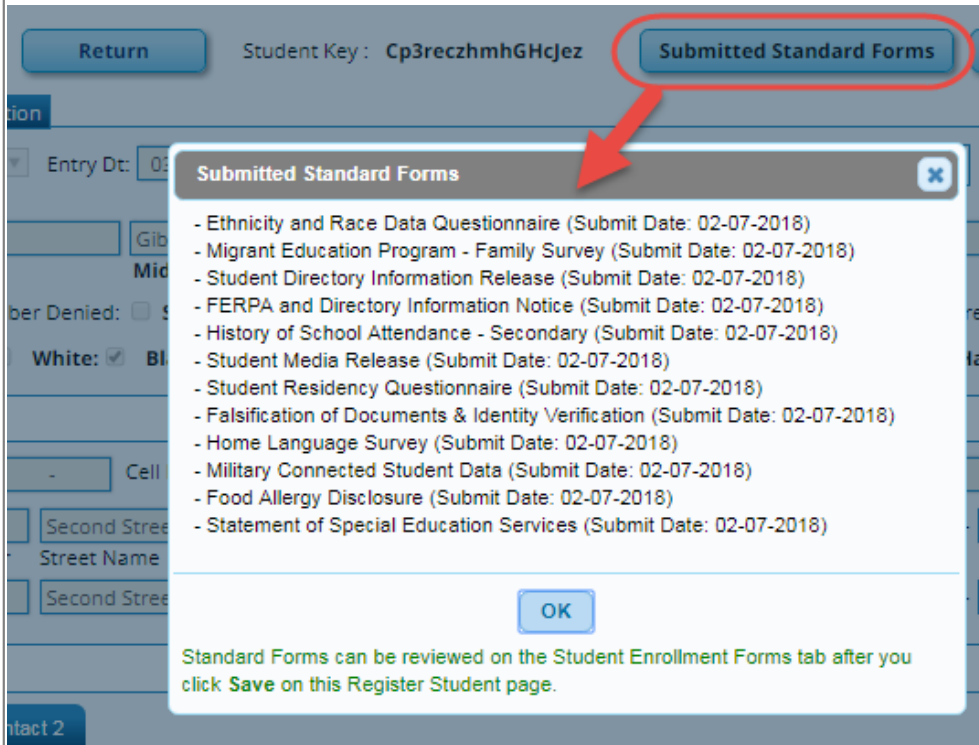 Return Student Key : Cp3reczhmhGHcJez Submitted Standard Forms
tion
Entry Dt: 03
Submitted Standard Forms
- Ethnicity and Race Data Questionnaire (Submit Date: 02-07-2018)
Gib
- Migrant Education Program - Family Survey (Submit Date: 02-07-2018)
Mid
- Student Directory Information Release (Submit Date: 02-07-2018)
ber Denied:
- FERPA and Directory Information Notice (Submit Date: 02-07-2018)
- History of School Attendance - Secondary (Submit Date: 02-07-2018)
White: Bl
- Student Media Release (Submit Date: 02-07-2018)
- Student Residency Questionnaire (Submit Date: 02-07-2018)
- Falsification of Documents & Identity Verification (Submit Date: 02-07-2018)
- Home Language Survey (Submit Date: 02-07-2018)
- Cell
- Military Connected Student Data (Submit Date: 02-07-2018)
- Food Allergy Disclosure (Submit Date: 02-07-2018)
Second Stree
- Statement of Special Education Services (Submit Date: 02-07-2018)
Street Name
Second Stree
OK
Standard Forms can be reviewed on the Student Enrollment Forms tab after you
click Save on this Register Student page.
ntact 2